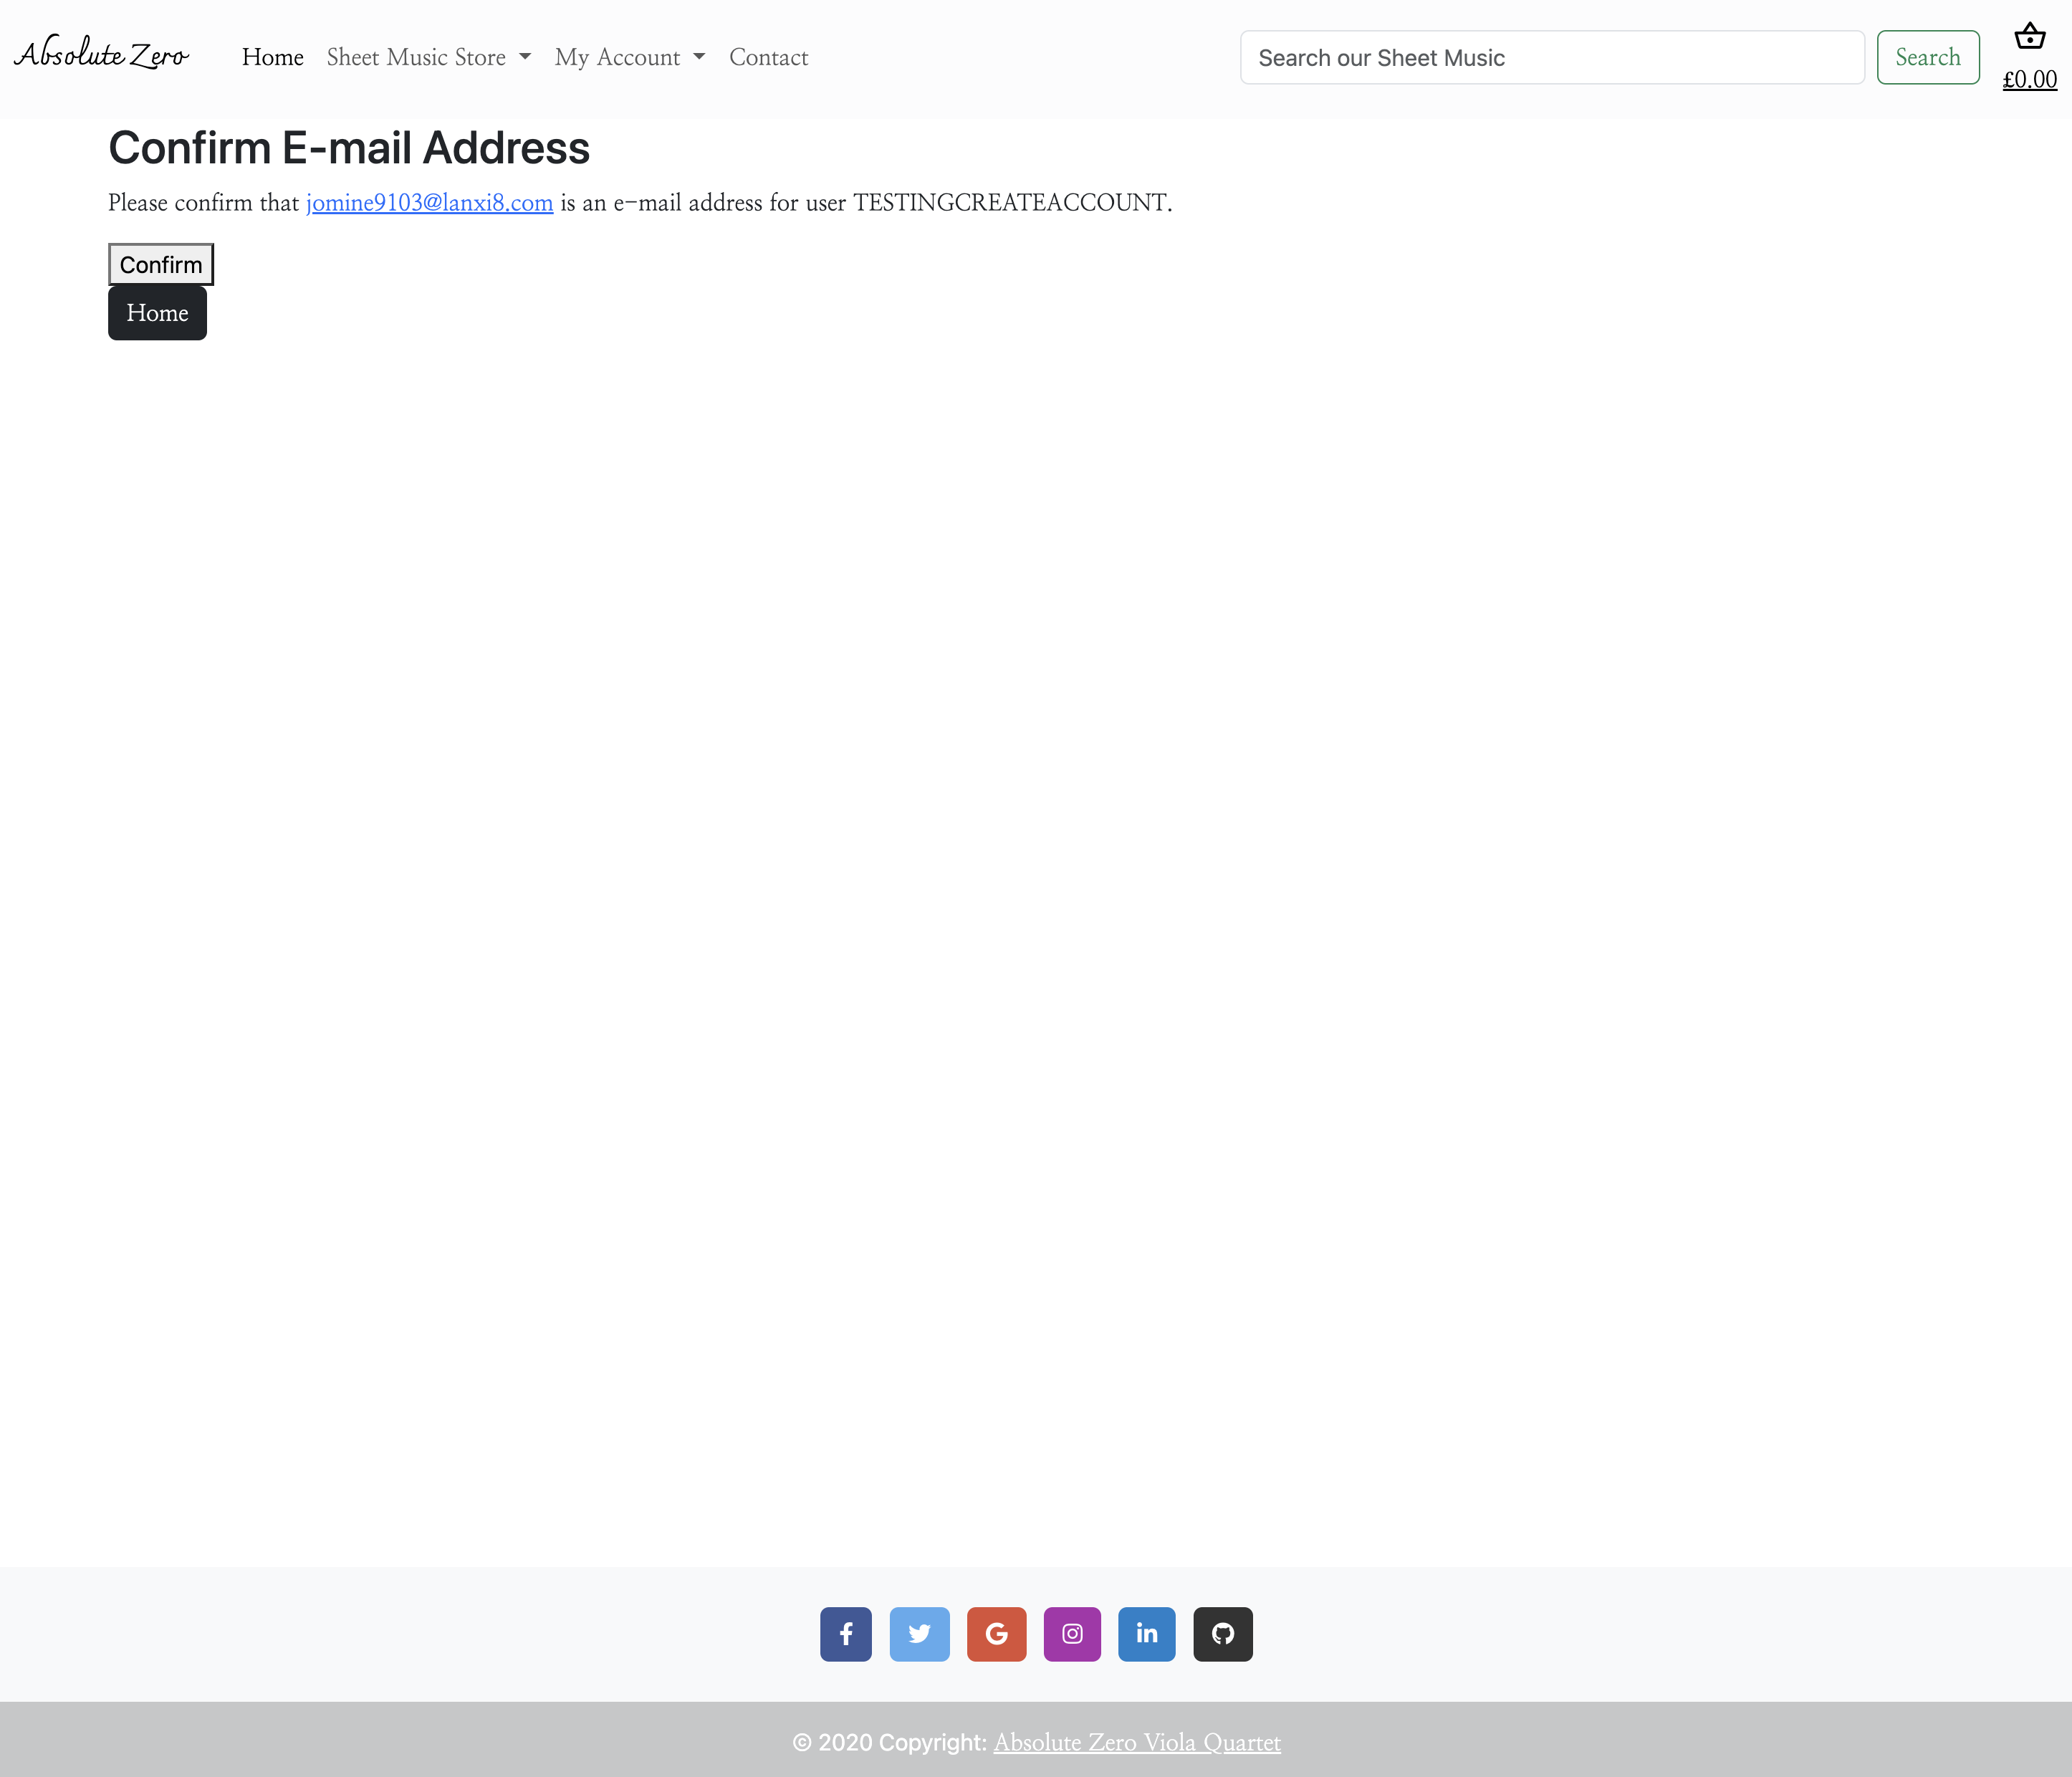 Absolute Zero
Home Sheet Music Store My Account Contact
Search our Sheet Music
Search
£0.00
Confirm E-mail Address
Please confirm that jomine9103@lanxi8.com is an e-mail address for user TESTINGCREATEACCOUNT.
Confirm
Home
© 2020 Copyright: Absolute Zero Viola Quartet